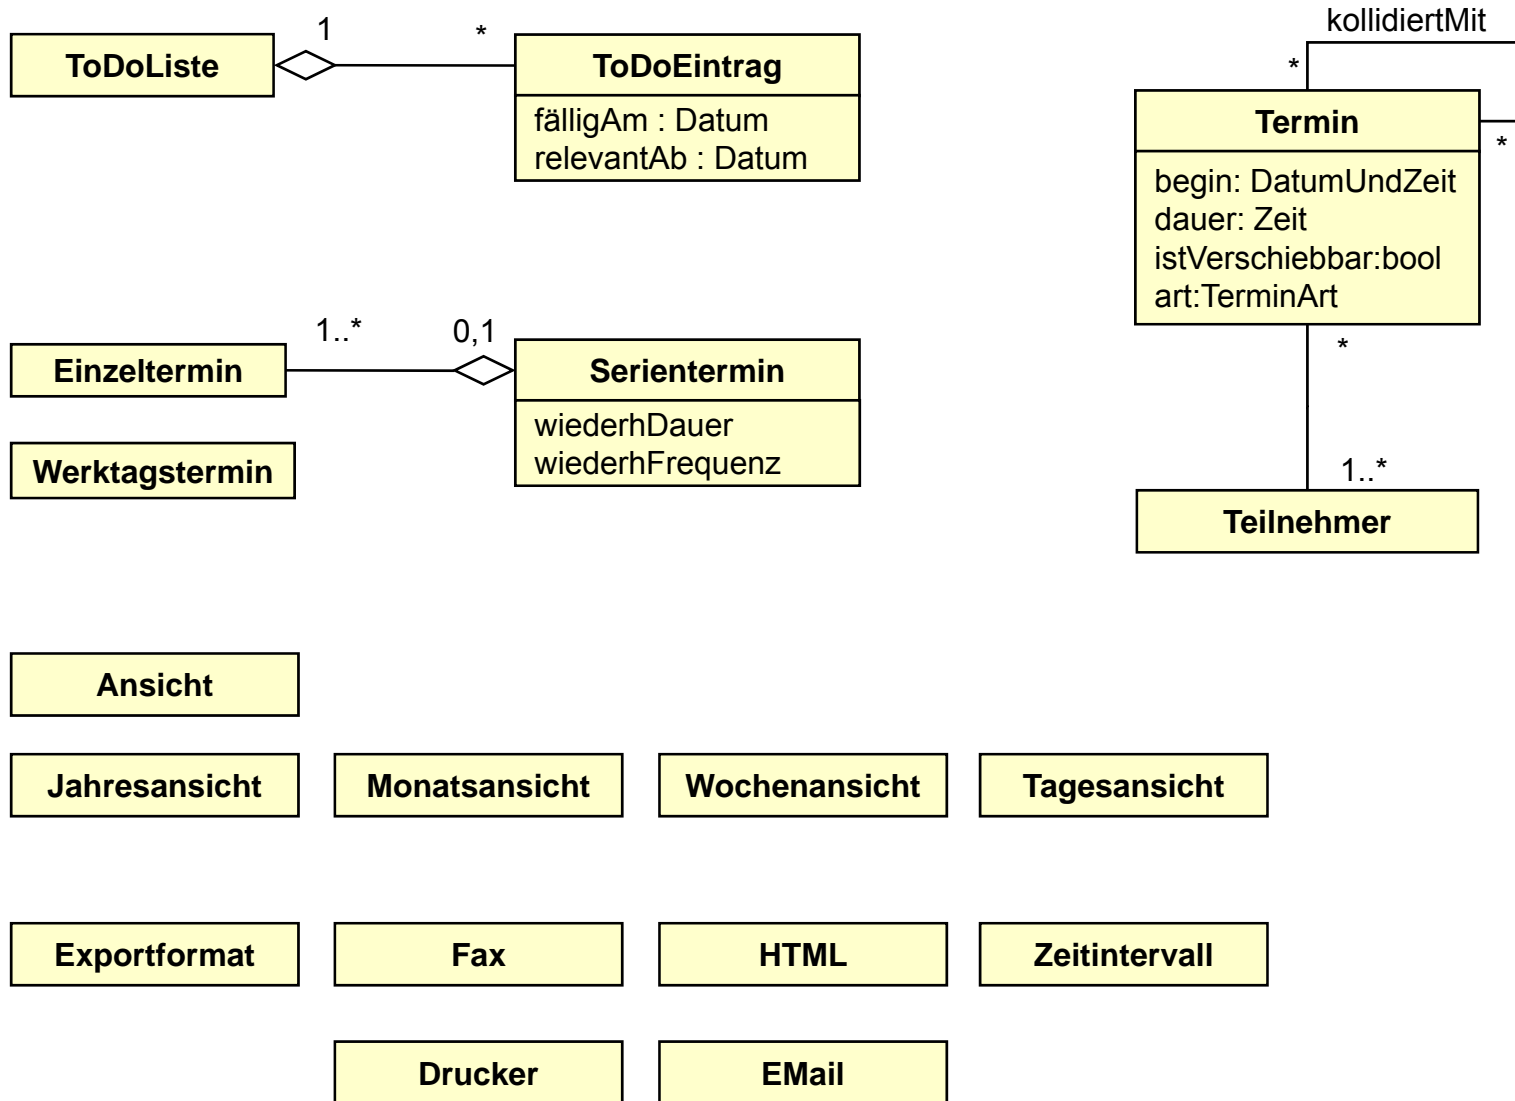 kollidiertMit
1
*
ToDoListe
ToDoEintrag
*
fälligAm : Datum
relevantAb : Datum
Termin
*
begin: DatumUndZeit
dauer: Zeit
istVerschiebbar:bool
art:TerminArt
1..*
0,1
*
Einzeltermin
Serientermin
wiederhDauer
wiederhFrequenz
Werktagstermin
1..*
Teilnehmer
Ansicht
Jahresansicht
Monatsansicht
Wochenansicht
Tagesansicht
Exportformat
Fax
HTML
Zeitintervall
Drucker
EMail